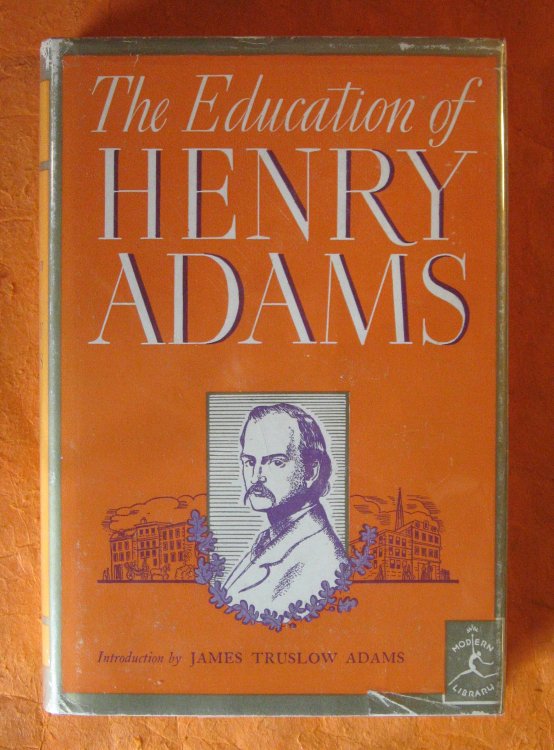 The Education of
HENRY
ADAMS
Introduction by JAMES TRUSLOW ADAMS
MODERN
LIBRARY